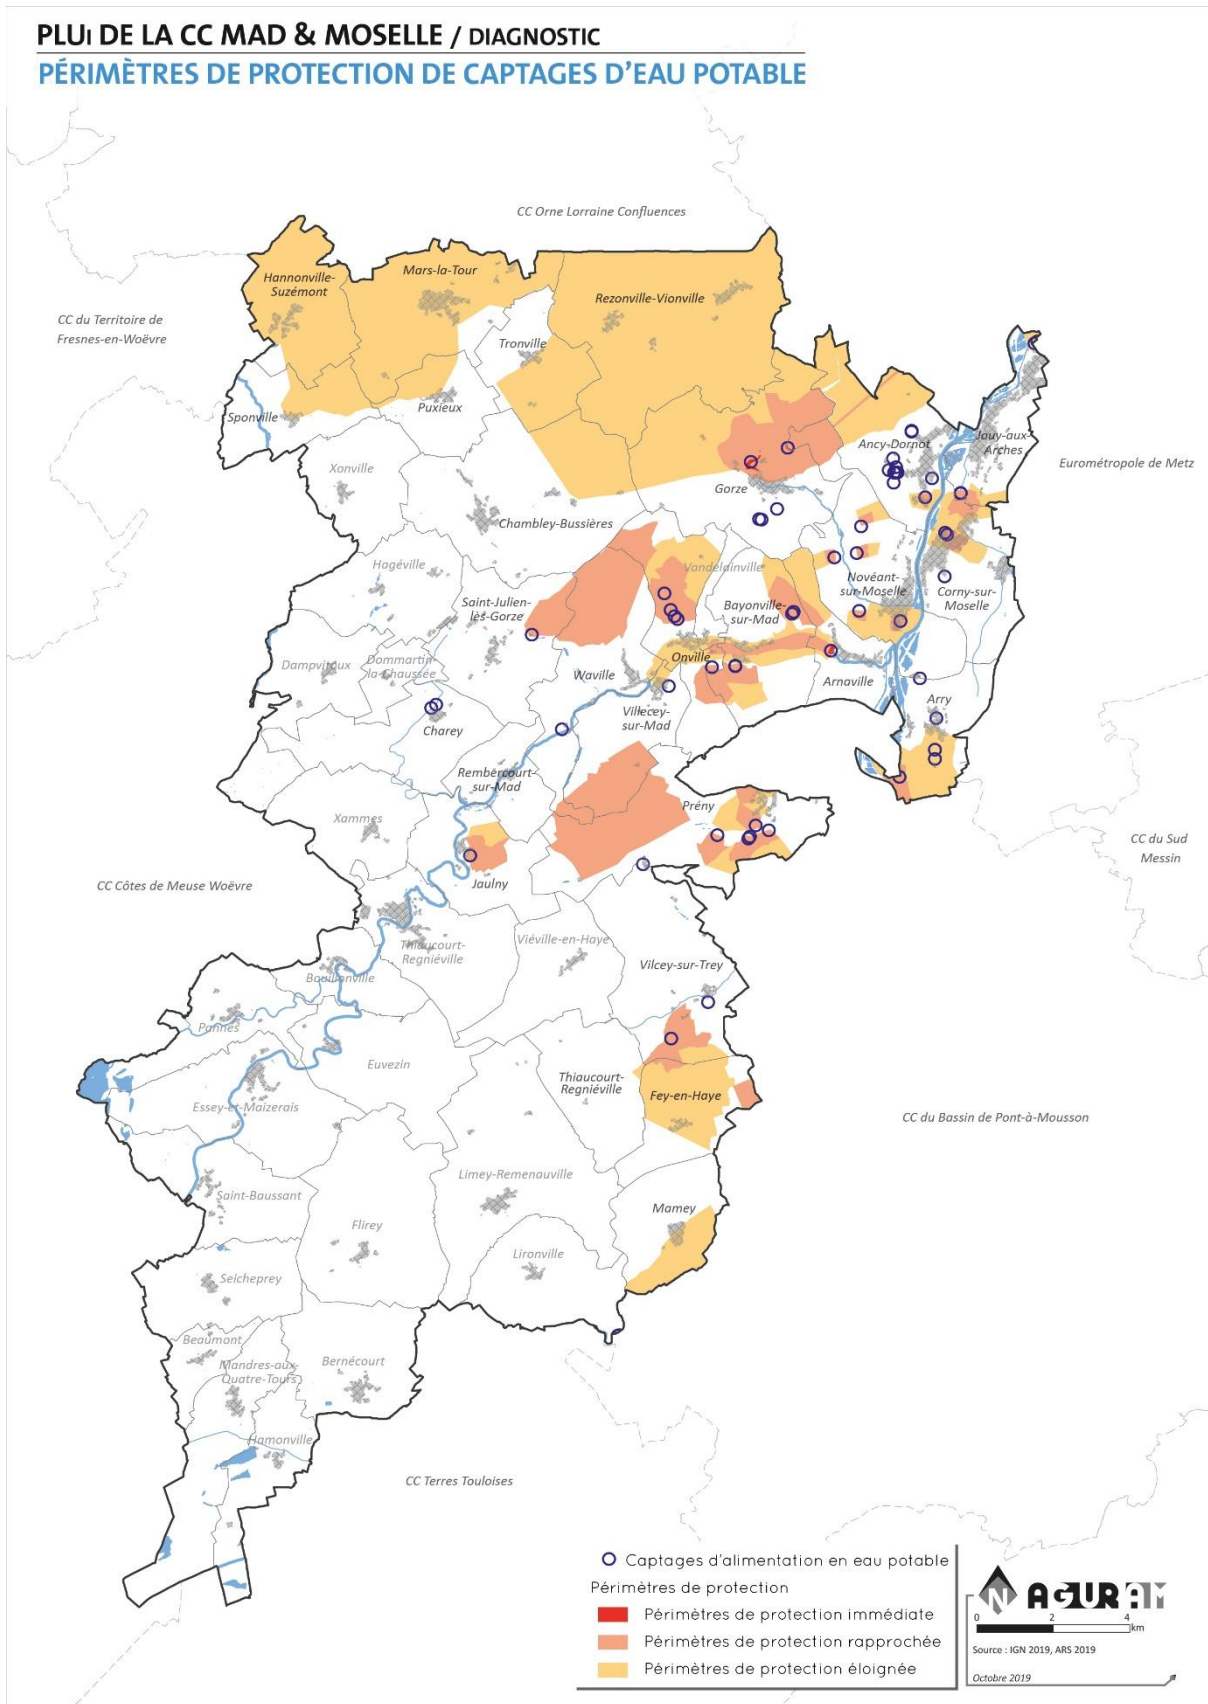 PLUi DE LA CC MAD & MOSELLE / DIAGNOSTIC
PÉRIMÈTRES DE PROTECTION DE CAPTAGES D'EAU POTABLE
CC Orne Lorraine Confluences
Hannonville-
Suzémont
Mars-la-Tour
Rezonville-Vionville
CC du Territoire de
Fresnes-en-Woëvre
Tronville
Sponville
Puxieux
Ancy-Dornot
Jouy-aux-
Arches
Eurométropole de Metz
Xonville
Gorze
Chambley-Bussières
Hagéville
Vandelainville
Saint-Julien-
lès-Gorze
Bayonville-
sur-Mad
Novéant-
sur-Moselle
Corny-sur-
Moselle
Dampvitoux
Dommartin-
la-Chaussée
Onville
Waville
Arnaville
Villecey-
sur-Mad
Arry
Charey
Rembercourt-
sur-Mad
Prény
Xammes
CC du Sud
Messin
CC Côtes de Meuse Woëvre
Jaulny
Thiaucourt-
Regniéville
Viéville-en-Haye
Vilcey-sur-Trey
Bouillonville
Pannes
Euvezin
Thiaucourt-
Regniéville
Fey-en-Haye
Essey-et-Maizerais
CC du Bassin de Pont-à-Mousson
Limey-Remenauville
Saint-Baussant
Mamey
Flirey
Lironville
Seicheprey
Beaumont
Mandres-aux-
Quatre-Tours
Bernécourt
Hamonville
CC Terres Touloises
Captages d'alimentation en eau potable
Périmètres de protection
Périmètres de protection immédiate
Périmètres de protection rapprochée
Périmètres de protection éloignée
N AGURAM
0 2 4
km
Source : IGN 2019, ARS 2019
Octobre 2019